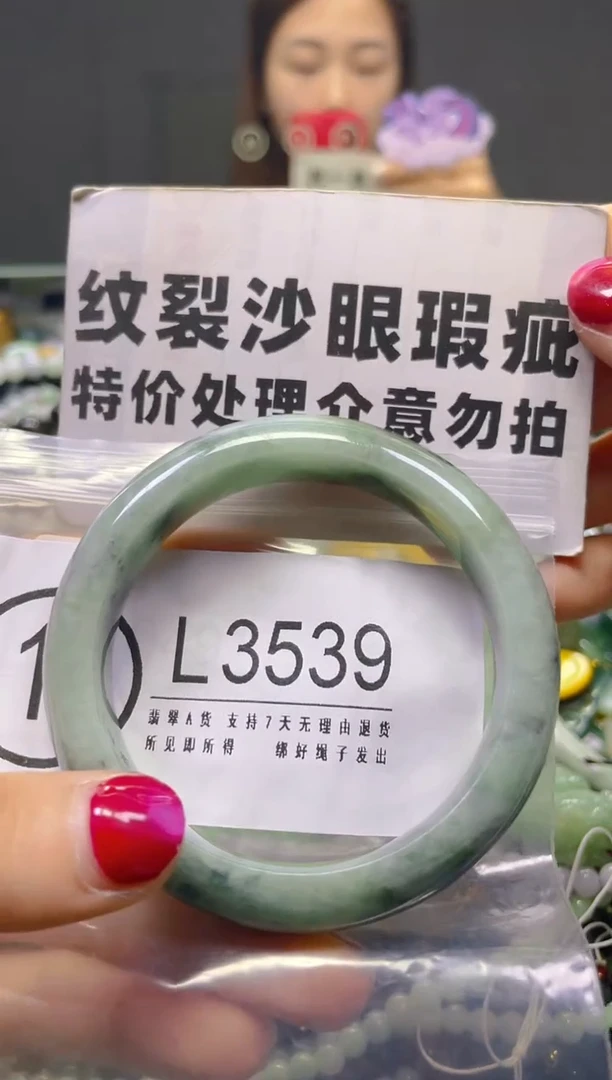 纹裂沙眼瑕疵
特价处理介意勿拍
1
L3539
翡翠A货 支持7天无理由退货
所见即所得 绑好绳子发出